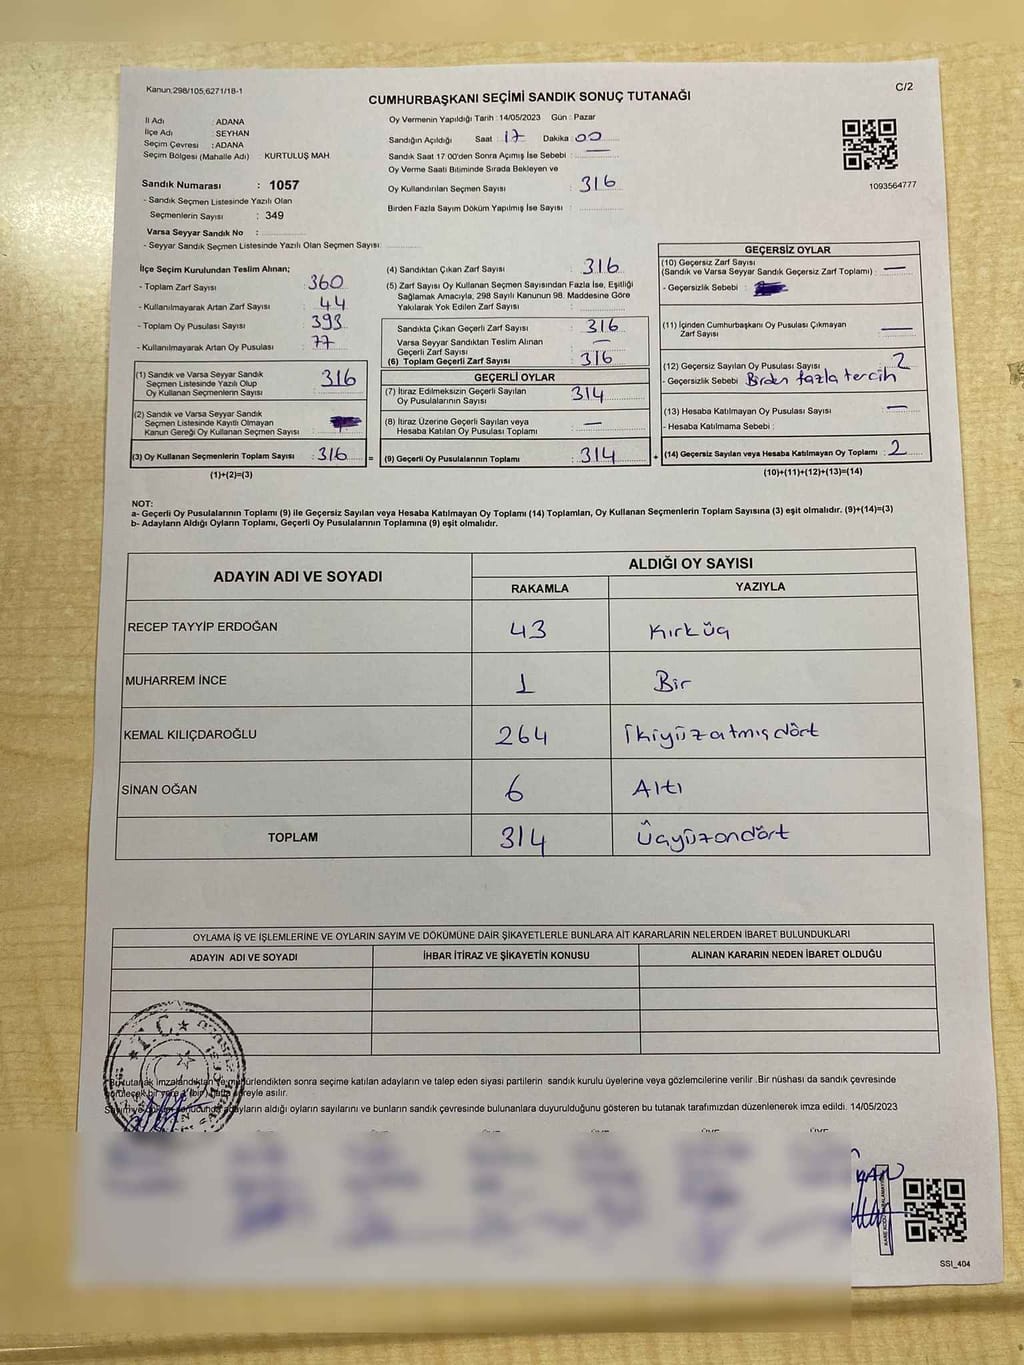 Kanun,298/105,6271/18-1
C/2
CUMHURBAŞKANI SEÇİMİ SANDIK SONUÇ TUTANAĞI
İl Adı : ADANA
İlçe Adı : SEYHAN
Seçim Çevresi : ADANA
Seçim Bölgesi (Mahalle Adı) : KURTULUŞ MAH
Sandık Numarası : 1057
- Sandık Seçmen Listesinde Yazılı Olan
Seçmenlerin Sayısı : 349
Varsa Seyyar Sandık No :
- Seyyar Sandık Seçmen Listesinde Yazılı Olan Seçmen Sayısı:
Oy Vermenin Yapıldığı Tarih : 14/05/2023 Gün : Pazar
Sandığın Açıldığı Saat : 17 Dakika : 00
Sandık Saat 17 00'den Sonra Açımış İse Sebebi : —
Oy Verme Saati Bitiminde Sırada Bekleyen ve
Oy Kullandırılan Seçmen Sayısı : 316
Birden Fazla Sayım Döküm Yapılmış İse Sayısı :
1093564777
İlçe Seçim Kurulundan Teslim Alınan;
- Toplam Zarf Sayısı : 360
- Kullanılmayarak Artan Zarf Sayısı : 44
- Toplam Oy Pusulası Sayısı : 393
- Kullanılmayarak Artan Oy Pusulası : 77
(1) Sandık ve Varsa Seyyar Sandık
Seçmen Listesinde Yazılı Olup
Oy Kullanan Seçmenlerin Sayısı : 316
(2) Sandık ve Varsa Seyyar Sandık
Seçmen Listesinde Kayıtlı Olmayan
Kanun Gereği Oy Kullanan Seçmen Sayısı :
(3) Oy Kullanan Seçmenlerin Toplam Sayısı : 316
(1)+(2)=(3)
(4) Sandıktan Çıkan Zarf Sayısı : 316
(5) Zarf Sayısı Oy Kullanan Seçmen Sayısından Fazla İse, Eşitliği
Sağlamak Amacıyla, 298 Sayılı Kanunun 98. Maddesine Göre
Yakılarak Yok Edilen Zarf Sayısı :
Sandıkta Çıkan Geçerli Zarf Sayısı : 316
Varsa Seyyar Sandıktan Teslim Alınan
Geçerli Zarf Sayısı : —
(6) Toplam Geçerli Zarf Sayısı : 316
GEÇERLİ OYLAR
(7) İtiraz Edilmeksizin Geçerli Sayılan
Oy Pusulalarının Sayısı : 314
(8) İtiraz Üzerine Geçerli Sayılan veya
Hesaba Katılan Oy Pusulası Toplamı : —
= (9) Geçerli Oy Pusulalarının Toplamı : 314
GEÇERSİZ OYLAR
(10) Geçersiz Zarf Sayısı
(Sandık ve Varsa Seyyar Sandık Geçersiz Zarf Toplamı) : —
- Geçersizlik Sebebi :
(11) İçinden Cumhurbaşkanı Oy Pusulası Çıkmayan
Zarf Sayısı : —
(12) Geçersiz Sayılan Oy Pusulası Sayısı : 2
- Geçersizlik Sebebi : Birden fazla tercih
(13) Hesaba Katılmayan Oy Pusulası Sayısı : —
- Hesaba Katılmama Sebebi :
+ (14) Geçersiz Sayılan veya Hesaba Katılmayan Oy Toplamı : 2
(10)+(11)+(12)+(13)=(14)
NOT:
a- Geçerli Oy Pusulalarının Toplamı (9) ile Geçersiz Sayılan veya Hesaba Katılmayan Oy Toplamı (14) Toplamları, Oy Kullanan Seçmenlerin Toplam Sayısına (3) eşit olmalıdır. (9)+(14)=(3)
b- Adayların Aldığı Oyların Toplamı, Geçerli Oy Pusulalarının Toplamına (9) eşit olmalıdır.
ADAYIN ADI VE SOYADI
ALDIĞI OY SAYISI
RAKAMLA YAZIYLA
RECEP TAYYİP ERDOĞAN 43 Kırküç
MUHARREM İNCE 1 Bir
KEMAL KILIÇDAROĞLU 264 İkiyüzatmışdört
SİNAN OĞAN 6 Altı
TOPLAM 314 Üçyüzondört
OYLAMA İŞ VE İŞLEMLERİNE VE OYLARIN SAYIM VE DÖKÜMÜNE DAİR ŞİKAYETLERLE BUNLARA AİT KARARLARIN NELERDEN İBARET BULUNDUKLARI
ADAYIN ADI VE SOYADI İHBAR İTİRAZ VE ŞİKAYETİN KONUSU ALINAN KARARIN NEDEN İBARET OLDUĞU
T.C.
Bu tutanak imzalandıktan ve mühürlendikten sonra seçime katılan adayların ve talep eden siyasi partilerin sandık kurulu üyelerine veya gözlemcilerine verilir .Bir nüshası da sandık çevresinde
görülecek bir yere 1 (bir) hafta süreyle asılır.
Sayım ve döküm sonucunda adayların aldığı oyların sayılarını ve bunların sandık çevresinde bulunanlara duyurulduğunu gösteren bu tutanak tarafımızdan düzenlenerek imza edildi. 14/05/2023
SSI_404